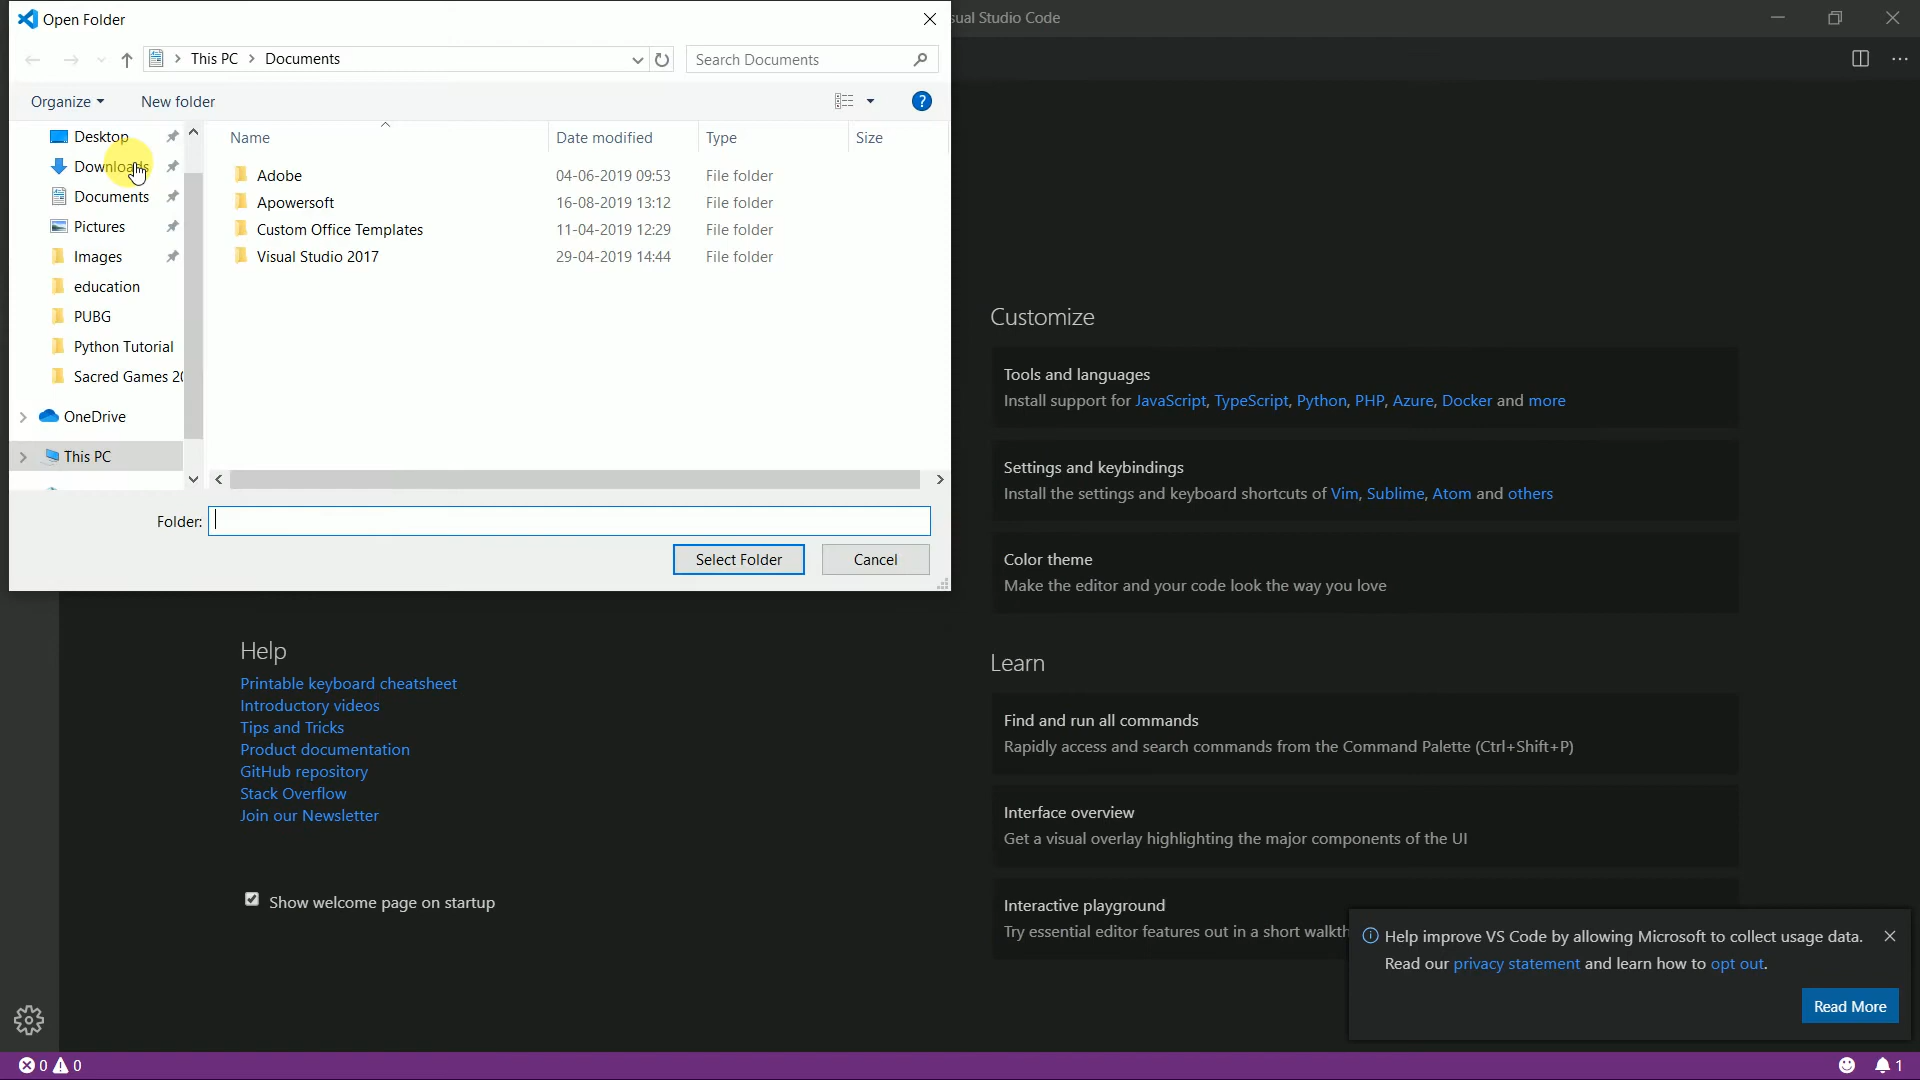 Open Folder
sual Studio Code
This PC > Documents
Search Documents
Organize
New folder
Name
Date modified
Type
Size
Desktop
Downloads
Documents
Pictures
Images
education
PUBG
Python Tutorial
Sacred Games 20
OneDrive
This PC
Adobe 04-06-2019 09:53 File folder
Apowersoft 16-08-2019 13:12 File folder
Custom Office Templates 11-04-2019 12:29 File folder
Visual Studio 2017 29-04-2019 14:44 File folder
Folder:
Select Folder
Cancel
Help
Printable keyboard cheatsheet
Introductory videos
Tips and Tricks
Product documentation
GitHub repository
Stack Overflow
Join our Newsletter
Show welcome page on startup
Customize
Tools and languages
Install support for JavaScript, TypeScript, Python, PHP, Azure, Docker and more
Settings and keybindings
Install the settings and keyboard shortcuts of Vim, Sublime, Atom and others
Color theme
Make the editor and your code look the way you love
Learn
Find and run all commands
Rapidly access and search commands from the Command Palette (Ctrl+Shift+P)
Interface overview
Get a visual overlay highlighting the major components of the UI
Interactive playground
Try essential editor features out in a short walkth
Help improve VS Code by allowing Microsoft to collect usage data.
Read our privacy statement and learn how to opt out.
Read More
0 0
1